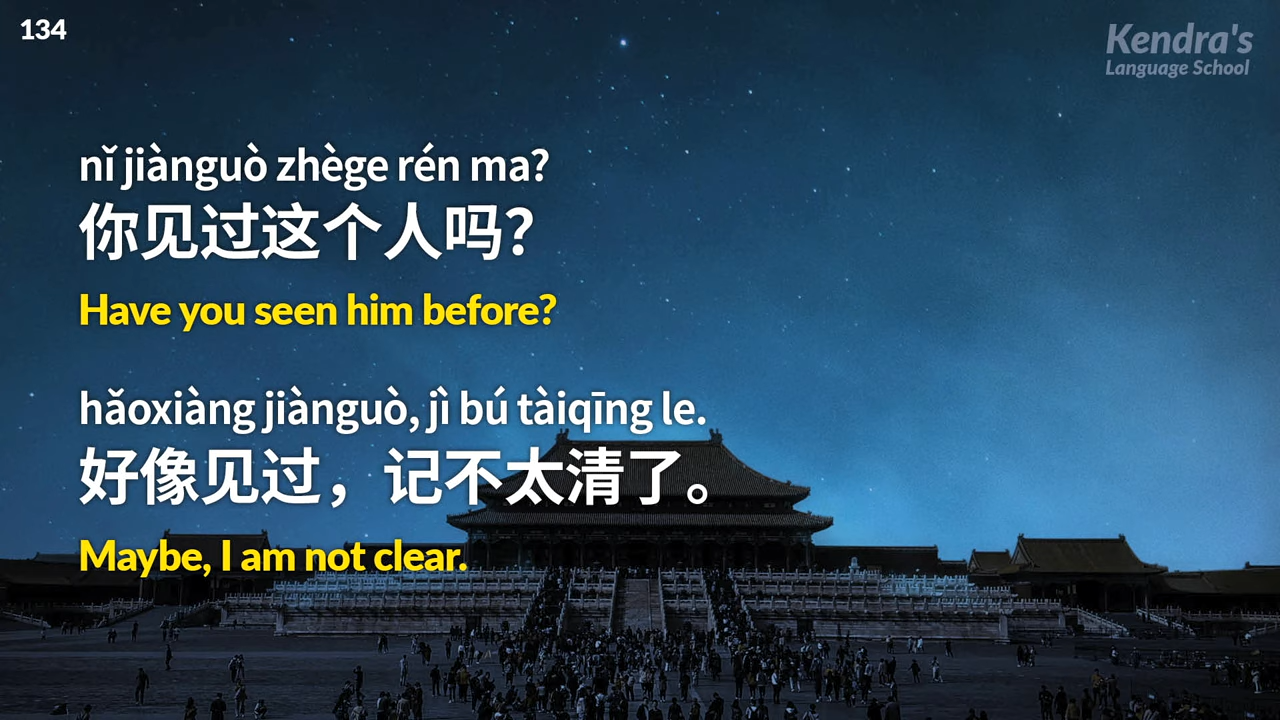 134
Kendra's
Language School
nǐ jiànguò zhège rén ma?
你见过这个人吗？
Have you seen him before?
hǎoxiàng jiànguò, jì bú tàiqīng le.
好像见过，记不太清了。
Maybe, I am not clear.